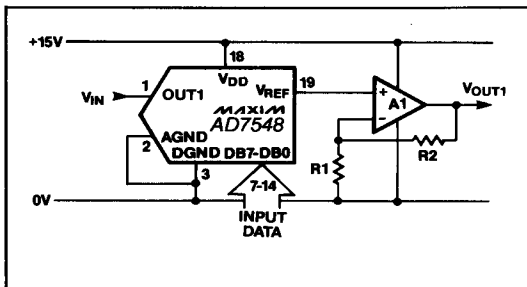 +15V
18
VDD
19
1
VIN
OUT1
VREF
MAXIM
AD7548
AGND
2
DGND DB7-DB0
3
7-14
+
A1
−
VOUT1
R1
R2
0V
INPUT
DATA